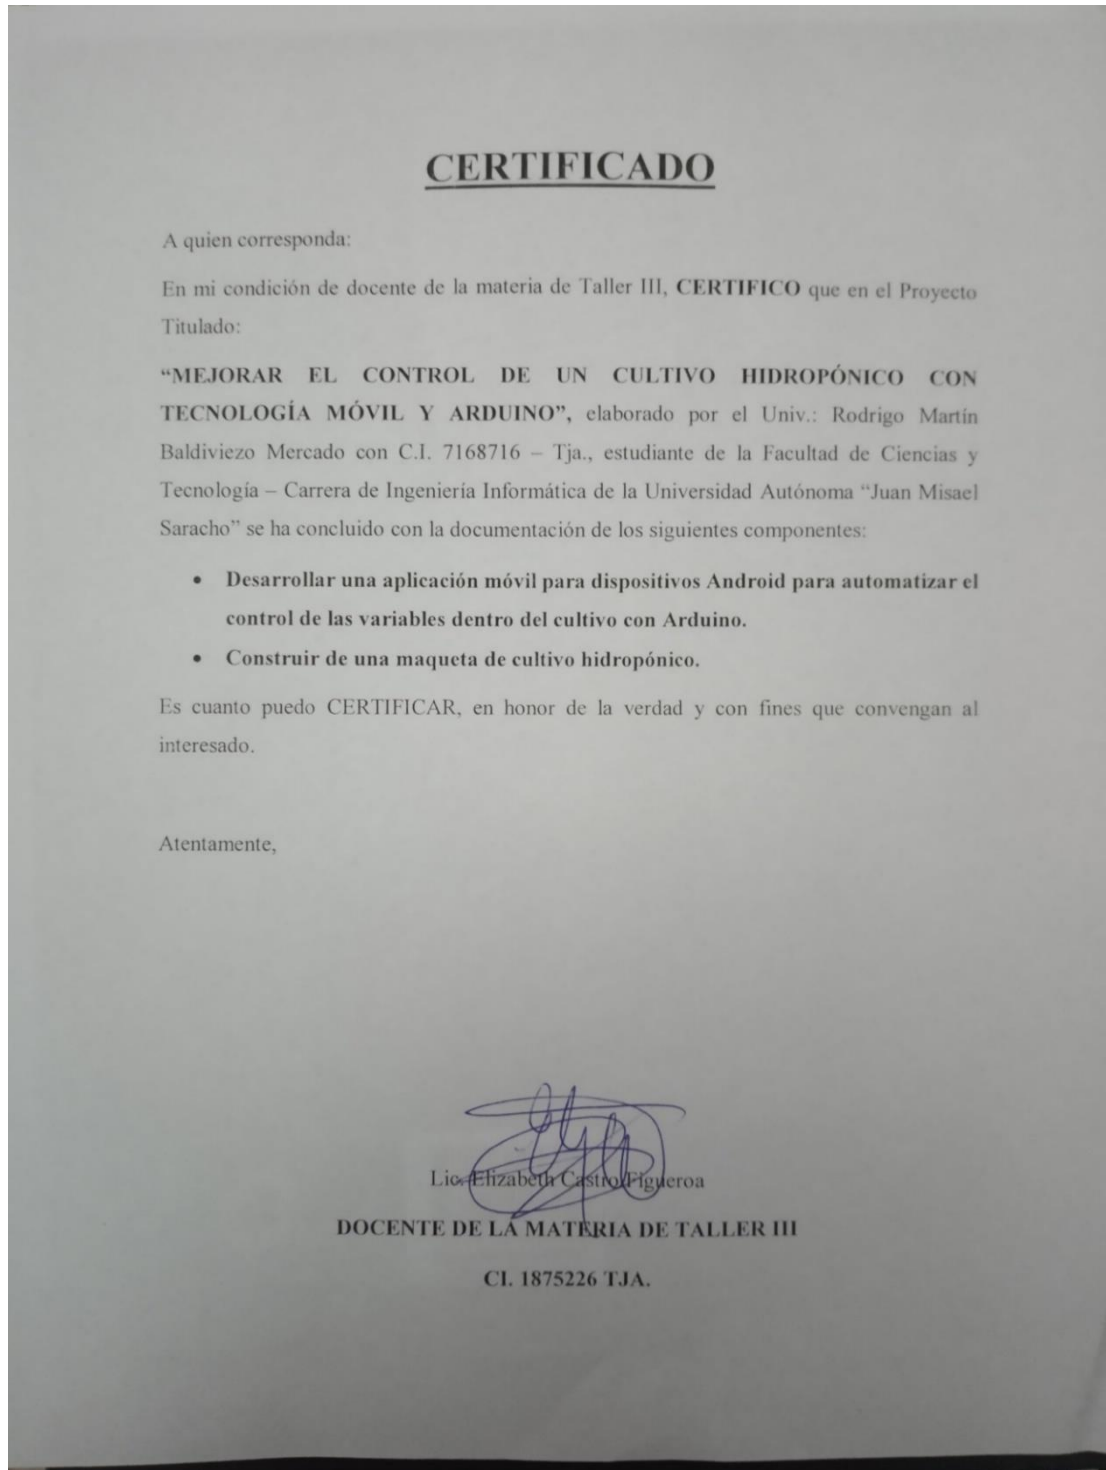 CERTIFICADO
A quien corresponda:
En mi condición de docente de la materia de Taller III, CERTIFICO que en el Proyecto
Titulado:
“MEJORAR EL CONTROL DE UN CULTIVO HIDROPÓNICO CON
TECNOLOGÍA MÓVIL Y ARDUINO”, elaborado por el Univ.: Rodrigo Martín
Baldiviezo Mercado con C.I. 7168716 – Tja., estudiante de la Facultad de Ciencias y
Tecnología – Carrera de Ingeniería Informática de la Universidad Autónoma “Juan Misael
Saracho” se ha concluido con la documentación de los siguientes componentes:
• Desarrollar una aplicación móvil para dispositivos Android para automatizar el
control de las variables dentro del cultivo con Arduino.
• Construir de una maqueta de cultivo hidropónico.
Es cuanto puedo CERTIFICAR, en honor de la verdad y con fines que convengan al
interesado.
Atentamente,
Lic. Elizabeth Castro Figueroa
DOCENTE DE LA MATERIA DE TALLER III
CI. 1875226 TJA.